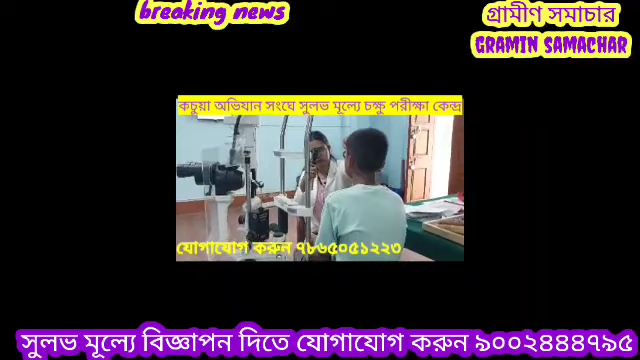 breaking news
গ্রামীণ সমাচার
GRAMIN SAMACHAR
কচুয়া অভিযান সংঘে সুলভ মূল্যে চক্ষু পরীক্ষা কেন্দ্র
যোগাযোগ করুন ৭৮৬৫০৫১২২৩
সুলভ মূল্যে বিজ্ঞাপন দিতে যোগাযোগ করুন ৯০০২৪৪৪৭৯৫